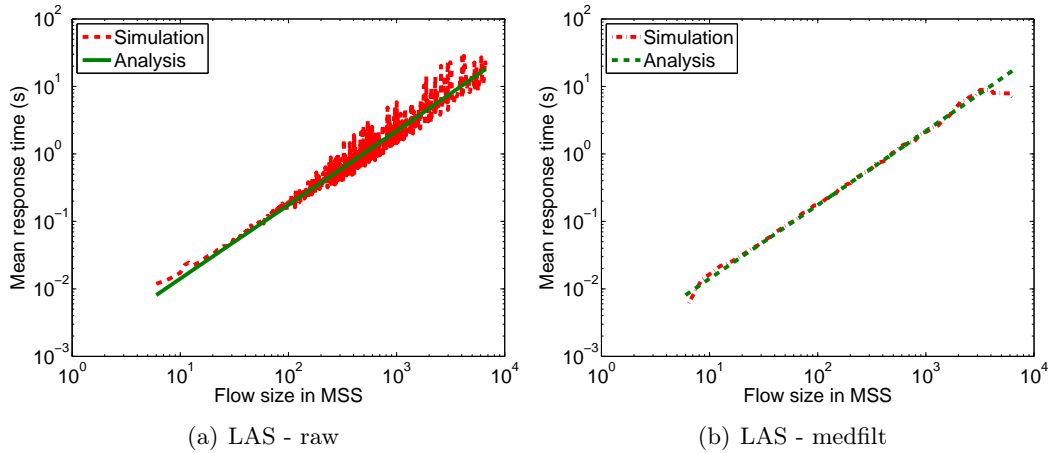 10^2
10^1
10^0
10^-1
10^-2
10^-3
Mean response time (s)
Simulation
Analysis
10^0 10^1 10^2 10^3 10^4
Flow size in MSS
(a) LAS - raw
10^2
10^1
10^0
10^-1
10^-2
10^-3
Mean response time (s)
Simulation
Analysis
10^0 10^1 10^2 10^3 10^4
Flow size in MSS
(b) LAS - medfilt